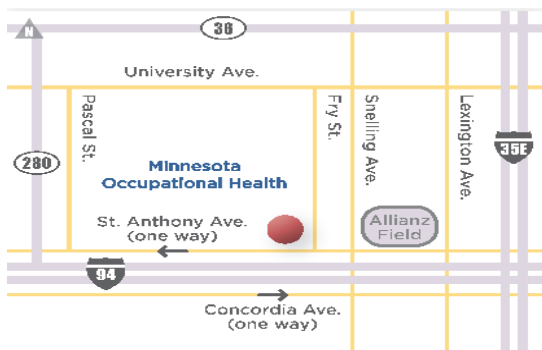 N
36
University Ave.
Pascal St.
Fry St.
Snelling Ave.
Lexington Ave.
35E
280
Minnesota
Occupational Health
St. Anthony Ave.
(one way)
Allianz
Field
94
Concordia Ave.
(one way)